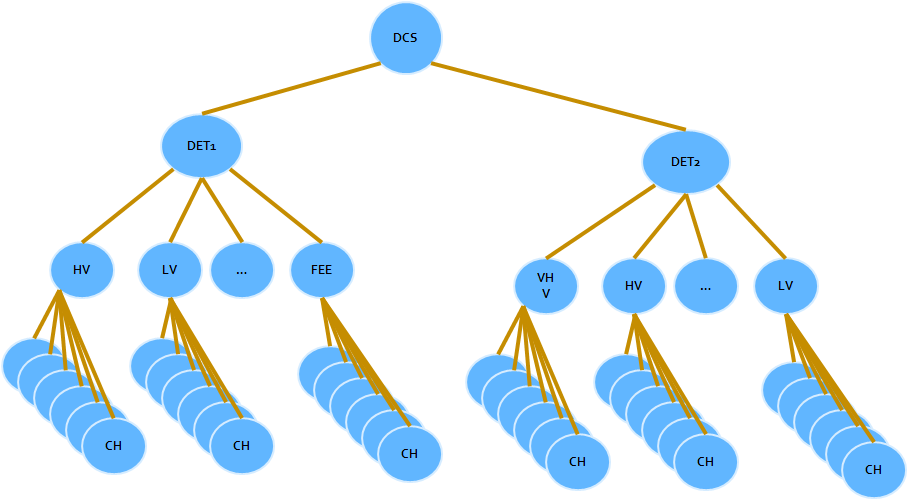 DCS
DET1
DET2
HV
LV
...
FEE
VH
V
HV
...
LV
CH
CH
CH
CH
CH
CH